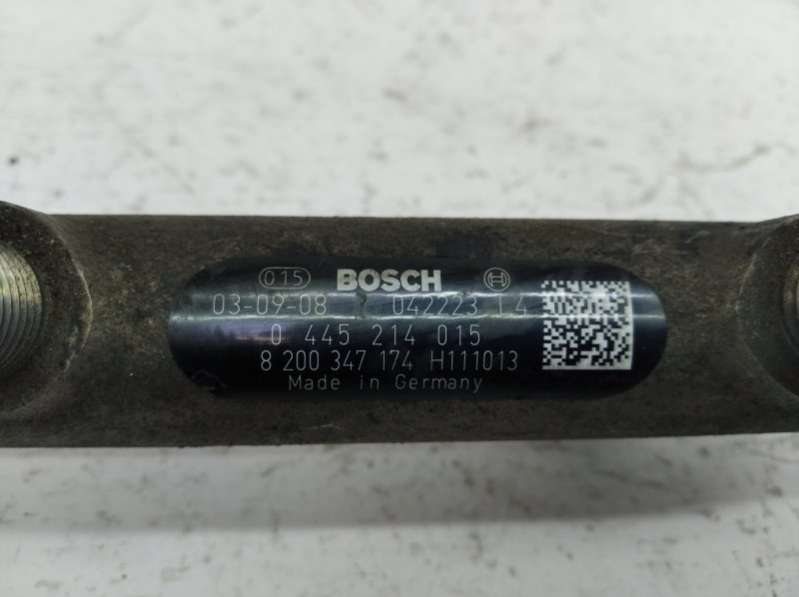 015 BOSCH
03-09-08 042223 14
0 445 214 015
8 200 347 174 H111013
Made in Germany